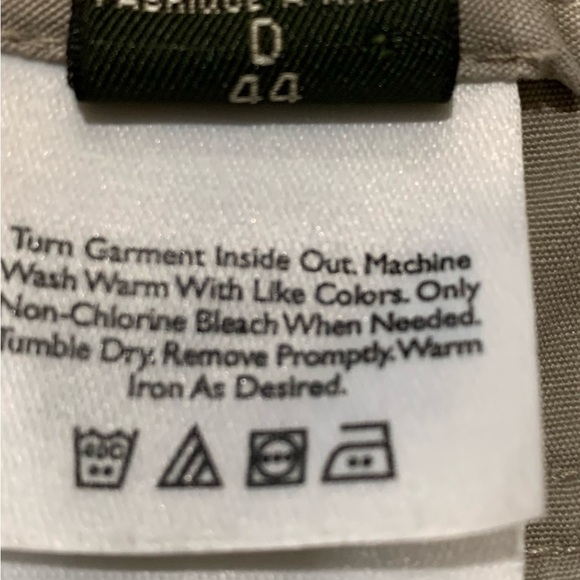 D
44
Turn Garment Inside Out. Machine
Wash Warm With Like Colors. Only
Non-Chlorine Bleach When Needed.
Tumble Dry. Remove Promptly. Warm
Iron As Desired.
40C